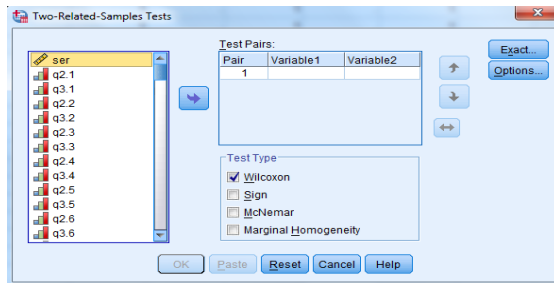 Two-Related-Samples Tests
ser
q2.1
q3.1
q2.2
q3.2
q2.3
q3.3
q2.4
q3.4
q2.5
q3.5
q2.6
q3.6
Test Pairs:
Pair Variable1 Variable2
1
Exact...
Options...
Test Type
Wilcoxon
Sign
McNemar
Marginal Homogeneity
OK Paste Reset Cancel Help